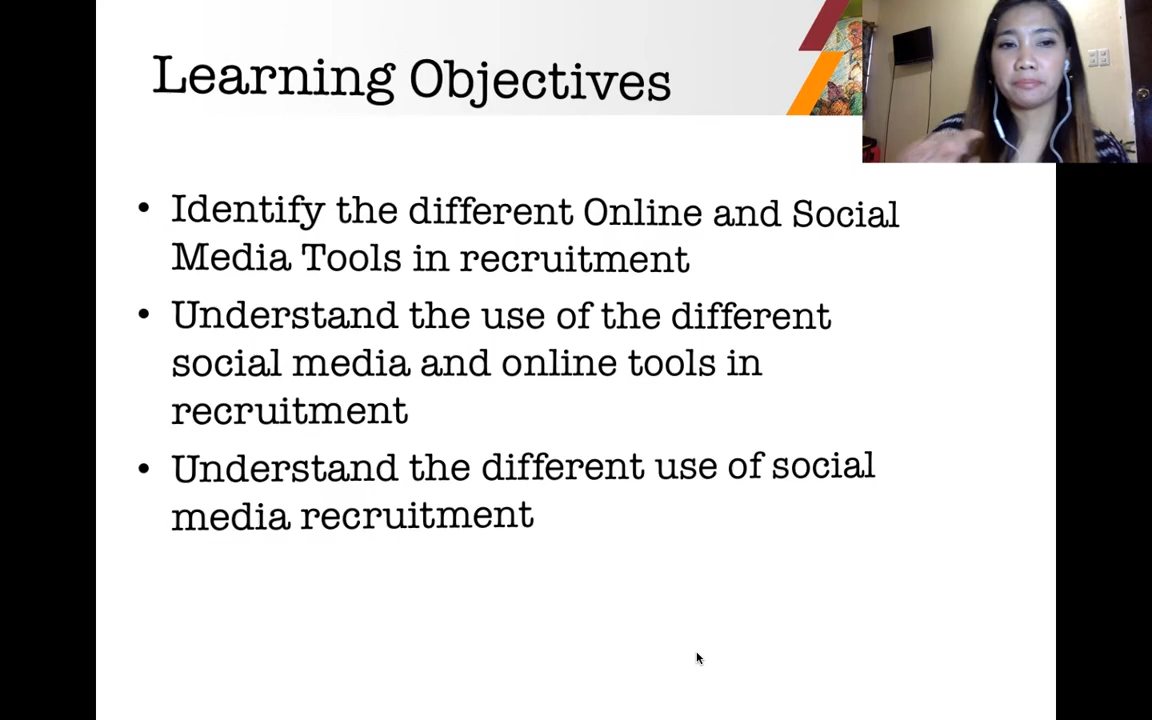 Learning Objectives
• Identify the different Online and Social
Media Tools in recruitment
• Understand the use of the different
social media and online tools in
recruitment
• Understand the different use of social
media recruitment